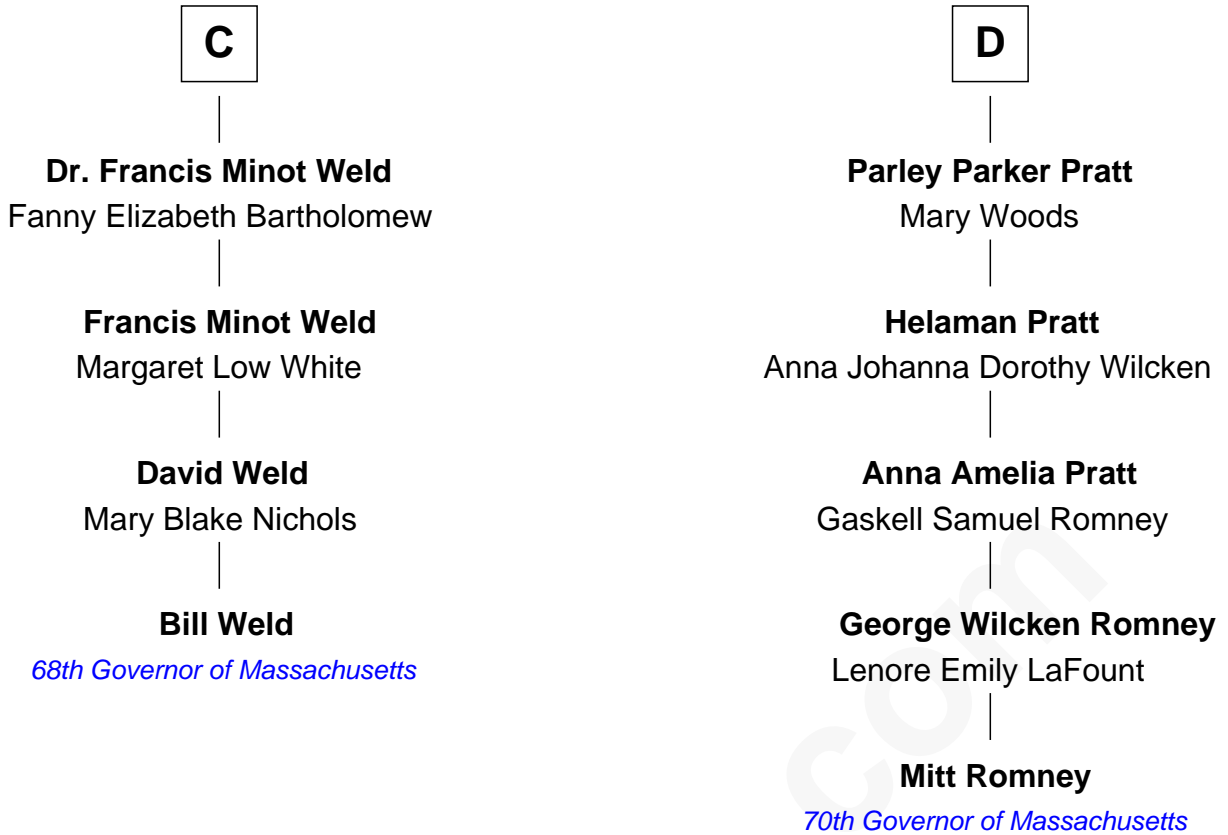 C
Dr. Francis Minot Weld
Fanny Elizabeth Bartholomew
Francis Minot Weld
Margaret Low White
David Weld
Mary Blake Nichols
Bill Weld
68th Governor of Massachusetts
D
Parley Parker Pratt
Mary Woods
Helaman Pratt
Anna Johanna Dorothy Wilcken
Anna Amelia Pratt
Gaskell Samuel Romney
George Wilcken Romney
Lenore Emily LaFount
Mitt Romney
70th Governor of Massachusetts
com